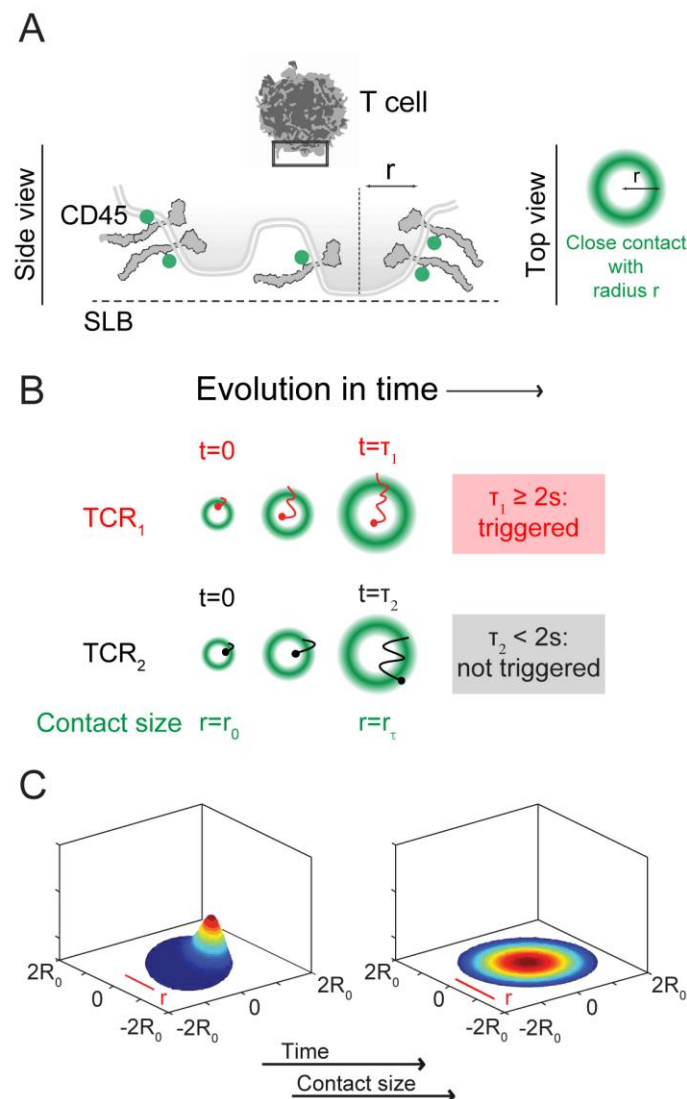 A
T cell
Side view
CD45
r
SLB
Top view
r
Close contact
with
radius r
B
Evolution in time
t=0
t=τ₁
TCR₁
τ₁ ≥ 2s:
triggered
t=0
t=τ₂
TCR₂
τ₂ < 2s:
not triggered
Contact size
r=r₀
r=r_τ
C
2R₀
0
-2R₀
-2R₀
0
2R₀
r
2R₀
0
-2R₀
-2R₀
0
2R₀
r
Time
Contact size